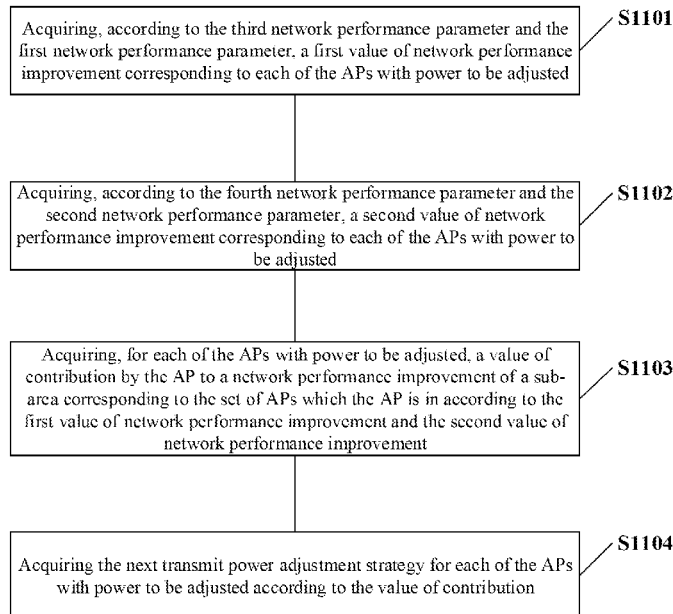 Acquiring, according to the third network performance parameter and
the first network performance parameter, a first value of network
performance improvement corresponding to each of the APs with
power to be adjusted
S1101
Acquiring, according to the fourth network performance parameter and the
second network performance parameter, a second value of network
performance improvement corresponding to each of the APs with power to
be adjusted
S1102
Acquiring, for each of the APs with power to be adjusted, a value of
contribution by the AP to a network performance improvement of a sub-
area corresponding to the set of APs which the AP is in according to the
first value of network performance improvement and the second value of
network performance improvement
S1103
Acquiring the next transmit power adjustment strategy for each of the APs
with power to be adjusted according to the value of contribution
S1104